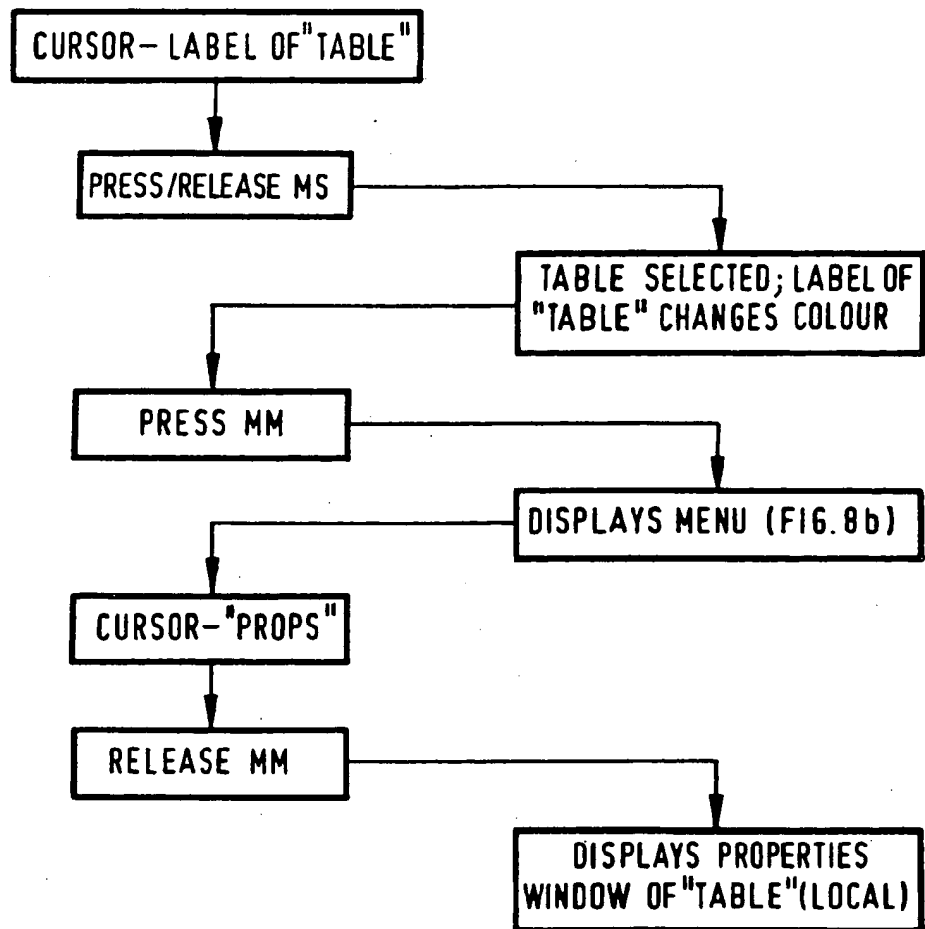 CURSOR-LABEL OF "TABLE"
PRESS/RELEASE MS
TABLE SELECTED; LABEL OF
"TABLE" CHANGES COLOUR
PRESS MM
DISPLAYS MENU (FIG.8b)
CURSOR-"PROPS"
RELEASE MM
DISPLAYS PROPERTIES
WINDOW OF "TABLE" (LOCAL)